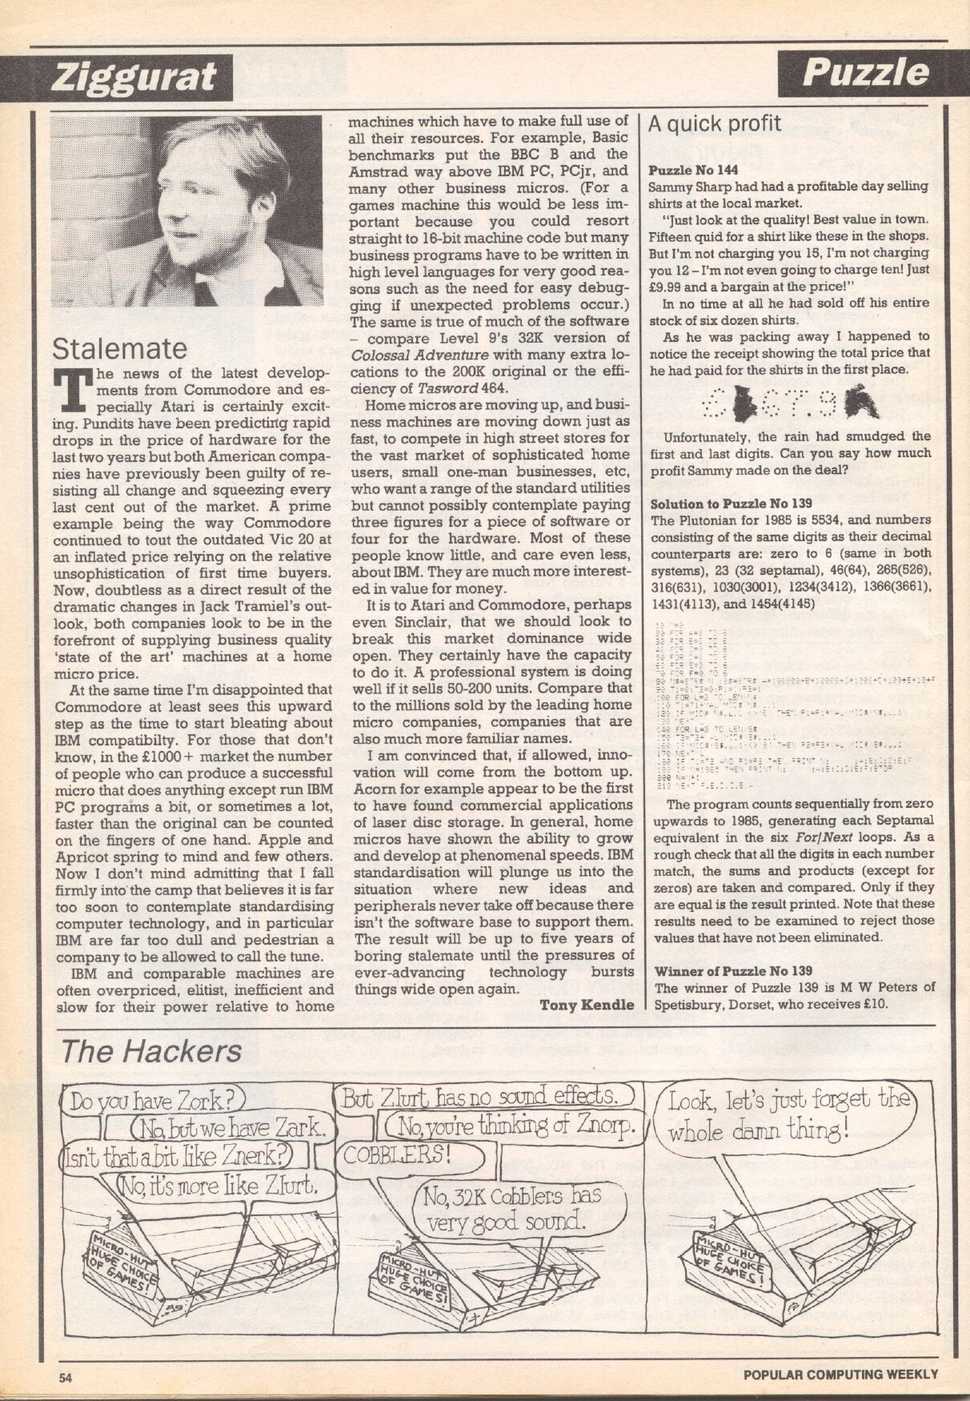 Ziggurat
Puzzle
Stalemate
The news of the latest develop-
ments from Commodore and es-
pecially Atari is certainly excit-
ing. Pundits have been predicting rapid
drops in the price of hardware for the
last two years but both American compa-
nies have previously been guilty of re-
sisting all change and squeezing every
last cent out of the market. A prime
example being the way Commodore
continued to tout the outdated Vic 20 at
an inflated price relying on the relative
unsophistication of first time buyers.
Now, doubtless as a direct result of the
dramatic changes in Jack Tramiel's out-
look, both companies look to be in the
forefront of supplying business quality
'state of the art' machines at a home
micro price.
At the same time I'm disappointed that
Commodore at least sees this upward
step as the time to start bleating about
IBM compatibilty. For those that don't
know, in the £1000+ market the number
of people who can produce a successful
micro that does anything except run IBM
PC programs a bit, or sometimes a lot,
faster than the original can be counted
on the fingers of one hand. Apple and
Apricot spring to mind and few others.
Now I don't mind admitting that I fall
firmly into the camp that believes it is far
too soon to contemplate standardising
computer technology, and in particular
IBM are far too dull and pedestrian a
company to be allowed to call the tune.
IBM and comparable machines are
often overpriced, elitist, inefficient and
slow for their power relative to home
machines which have to make full use of
all their resources. For example, Basic
benchmarks put the BBC B and the
Amstrad way above IBM PC, PCjr, and
many other business micros. (For a
games machine this would be less im-
portant because you could resort
straight to 16-bit machine code but many
business programs have to be written in
high level languages for very good rea-
sons such as the need for easy debug-
ging if unexpected problems occur.)
The same is true of much of the software
– compare Level 9's 32K version of
Colossal Adventure with many extra lo-
cations to the 200K original or the effi-
ciency of Tasword 464.
Home micros are moving up, and busi-
ness machines are moving down just as
fast, to compete in high street stores for
the vast market of sophisticated home
users, small one-man businesses, etc,
who want a range of the standard utilities
but cannot possibly contemplate paying
three figures for a piece of software or
four for the hardware. Most of these
people know little, and care even less,
about IBM. They are much more interest-
ed in value for money.
It is to Atari and Commodore, perhaps
even Sinclair, that we should look to
break this market dominance wide
open. They certainly have the capacity
to do it. A professional system is doing
well if it sells 50-200 units. Compare that
to the millions sold by the leading home
micro companies, companies that are
also much more familiar names.
I am convinced that, if allowed, inno-
vation will come from the bottom up.
Acorn for example appear to be the first
to have found commercial applications
of laser disc storage. In general, home
micros have shown the ability to grow
and develop at phenomenal speeds. IBM
standardisation will plunge us into the
situation where new ideas and
peripherals never take off because there
isn't the software base to support them.
The result will be up to five years of
boring stalemate until the pressures of
ever-advancing technology bursts
things wide open again.
Tony Kendle
A quick profit
Puzzle No 144
Sammy Sharp had had a profitable day selling
shirts at the local market.
"Just look at the quality! Best value in town.
Fifteen quid for a shirt like these in the shops.
But I'm not charging you 15, I'm not charging
you 12 – I'm not even going to charge ten! Just
£9.99 and a bargain at the price!"
In no time at all he had sold off his entire
stock of six dozen shirts.
As he was packing away I happened to
notice the receipt showing the total price that
he had paid for the shirts in the first place.
£ 67.9
Unfortunately, the rain had smudged the
first and last digits. Can you say how much
profit Sammy made on the deal?
Solution to Puzzle No 139
The Plutonian for 1985 is 5534, and numbers
consisting of the same digits as their decimal
counterparts are: zero to 6 (same in both
systems), 23 (32 septamal), 46(64), 265(526),
316(631), 1030(3001), 1234(3412), 1366(3661),
1431(4113), and 1454(4145)
The program counts sequentially from zero
upwards to 1985, generating each Septamal
equivalent in the six For/Next loops. As a
rough check that all the digits in each number
match, the sums and products (except for
zeros) are taken and compared. Only if they
are equal is the result printed. Note that these
results need to be examined to reject those
values that have not been eliminated.
Winner of Puzzle No 139
The winner of Puzzle 139 is M W Peters of
Spetisbury, Dorset, who receives £10.
The Hackers
Do you have Zork?
No, but we have Zark.
Isn't that a bit like Znerk?
No, it's more like Zlurt.
MICRO-HUT
HUGE CHOICE
OF GAMES!
But Zlurt has no sound effects.
No, you're thinking of Znorp.
COBBLERS!
No, 32K Cobblers has
very good sound.
MICRO-HUT
HUGE CHOICE
OF GAMES!
Look, let's just forget the
whole damn thing!
MICRO-HUT
HUGE CHOICE
OF GAMES!
54
POPULAR COMPUTING WEEKLY